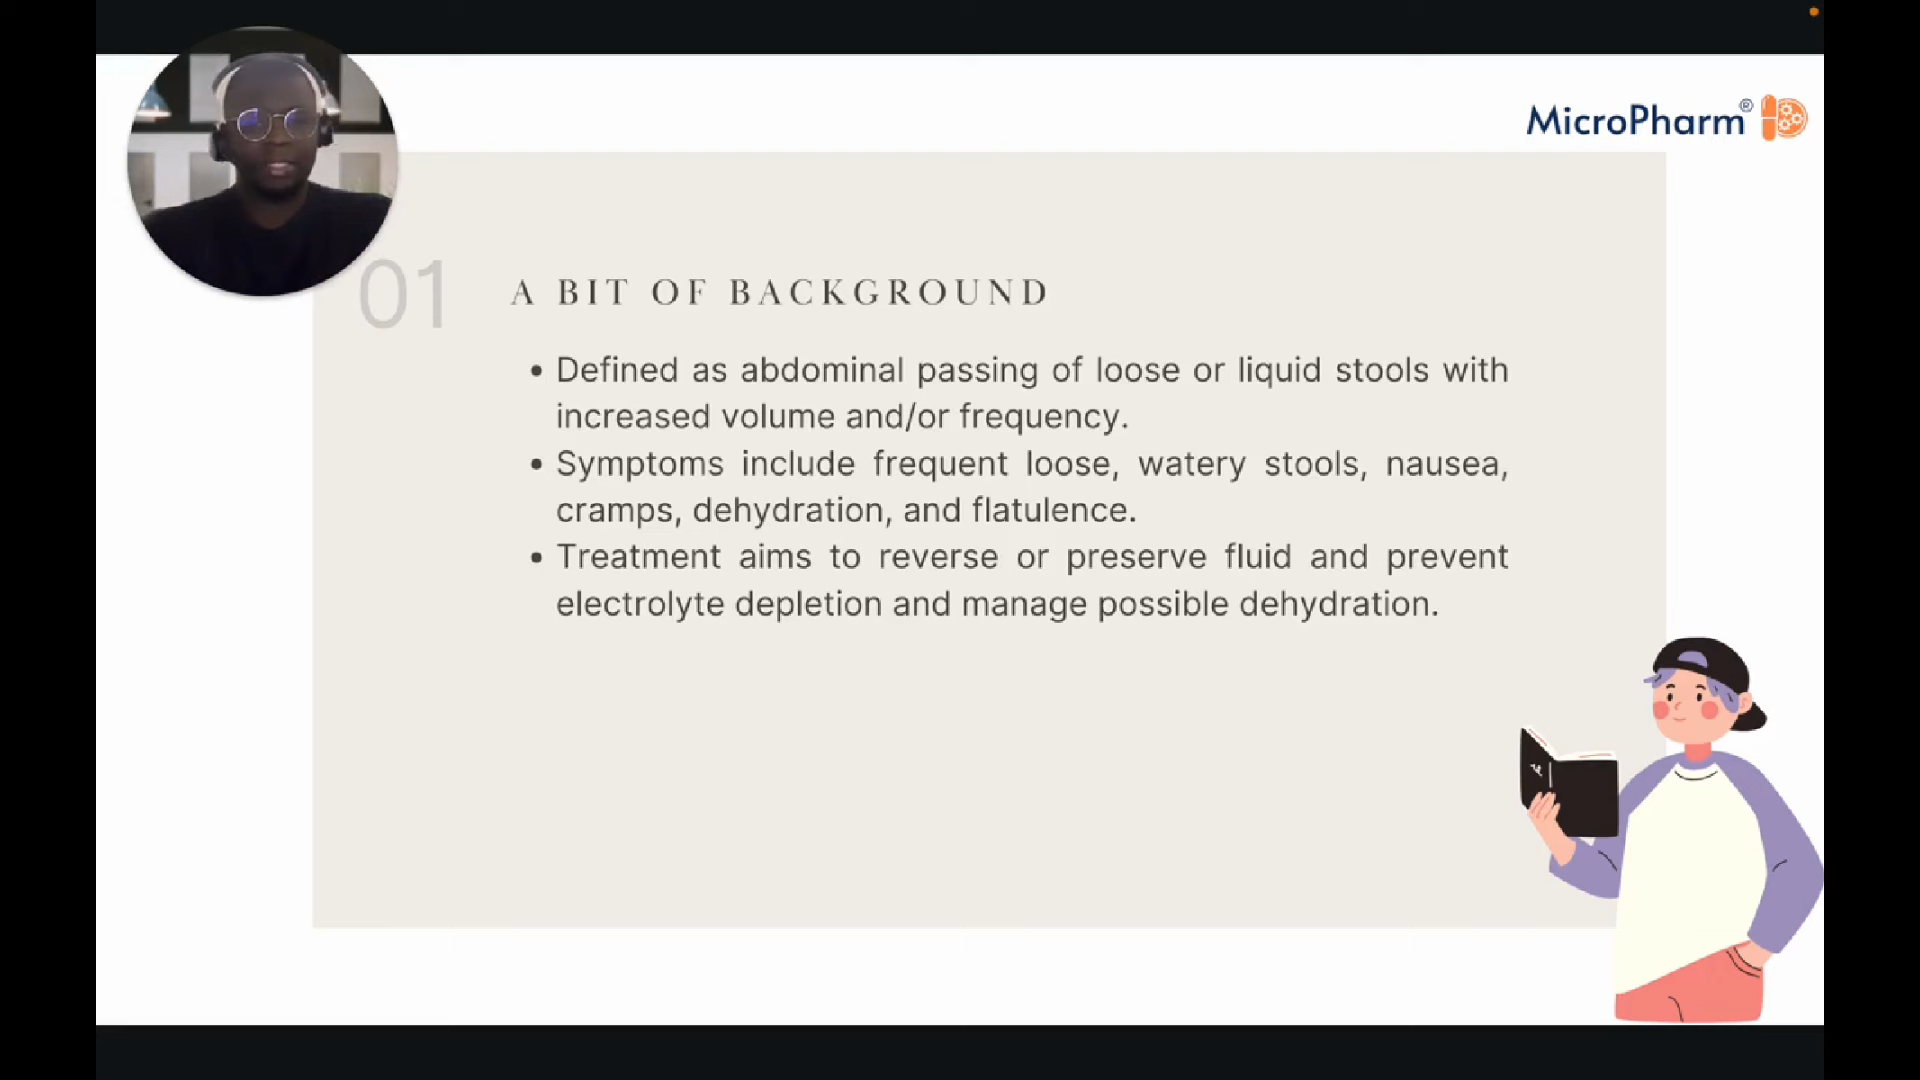 MicroPharm®
01
A BIT OF BACKGROUND
• Defined as abdominal passing of loose or liquid stools with
increased volume and/or frequency.
• Symptoms include frequent loose, watery stools, nausea,
cramps, dehydration, and flatulence.
• Treatment aims to reverse or preserve fluid and prevent
electrolyte depletion and manage possible dehydration.